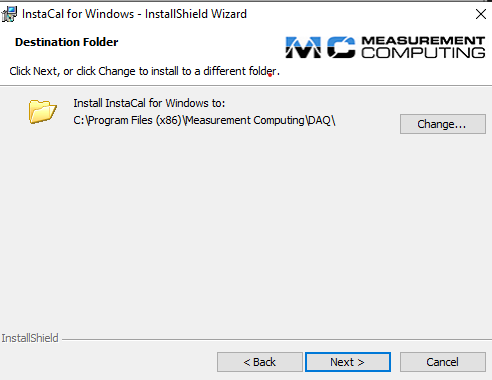 InstaCal for Windows - InstallShield Wizard
Destination Folder
MC MEASUREMENT
COMPUTING
Click Next, or click Change to install to a different folder.
Install InstaCal for Windows to:
C:\Program Files (x86)\Measurement Computing\DAQ\
Change...
InstallShield
< Back
Next >
Cancel